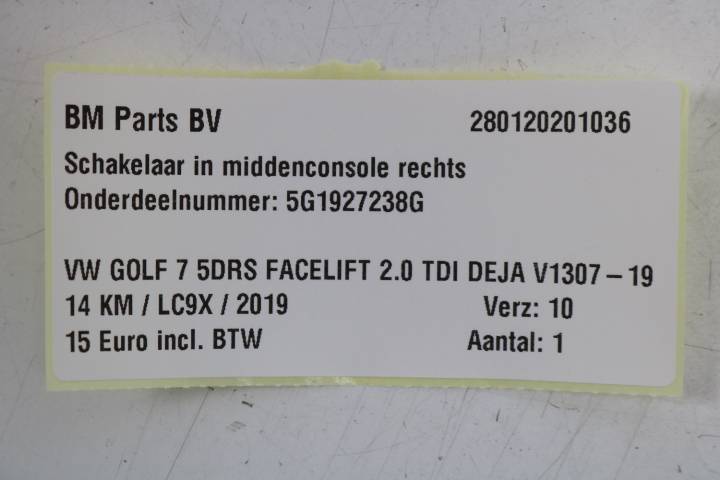 BM Parts BV 280120201036
Schakelaar in middenconsole rechts
Onderdeelnummer: 5G1927238G
VW GOLF 7 5DRS FACELIFT 2.0 TDI DEJA V1307-19
14 KM / LC9X / 2019 Verz: 10
15 Euro incl. BTW Aantal: 1